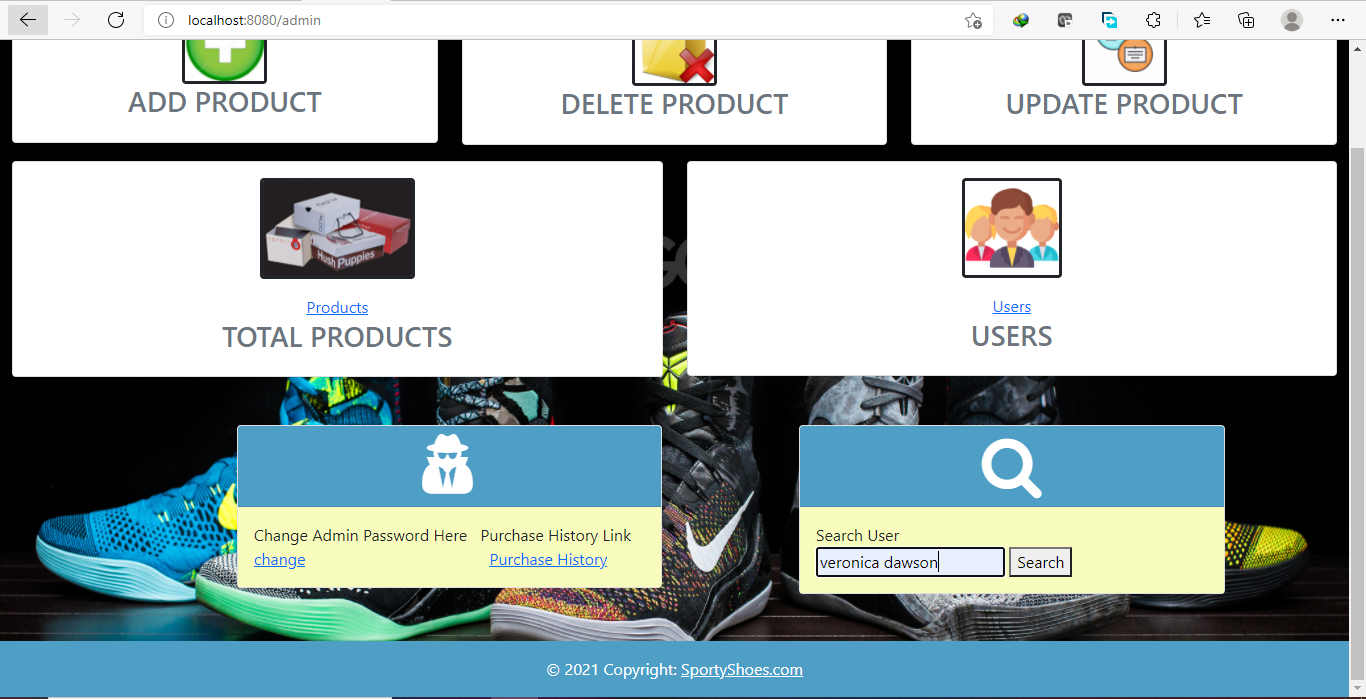 localhost:8080/admin
ADD PRODUCT
DELETE PRODUCT
UPDATE PRODUCT
Hush Puppies
Products
TOTAL PRODUCTS
Users
USERS
Change Admin Password Here Purchase History Link
change Purchase History
Search User
veronica dawson Search
© 2021 Copyright: SportyShoes.com